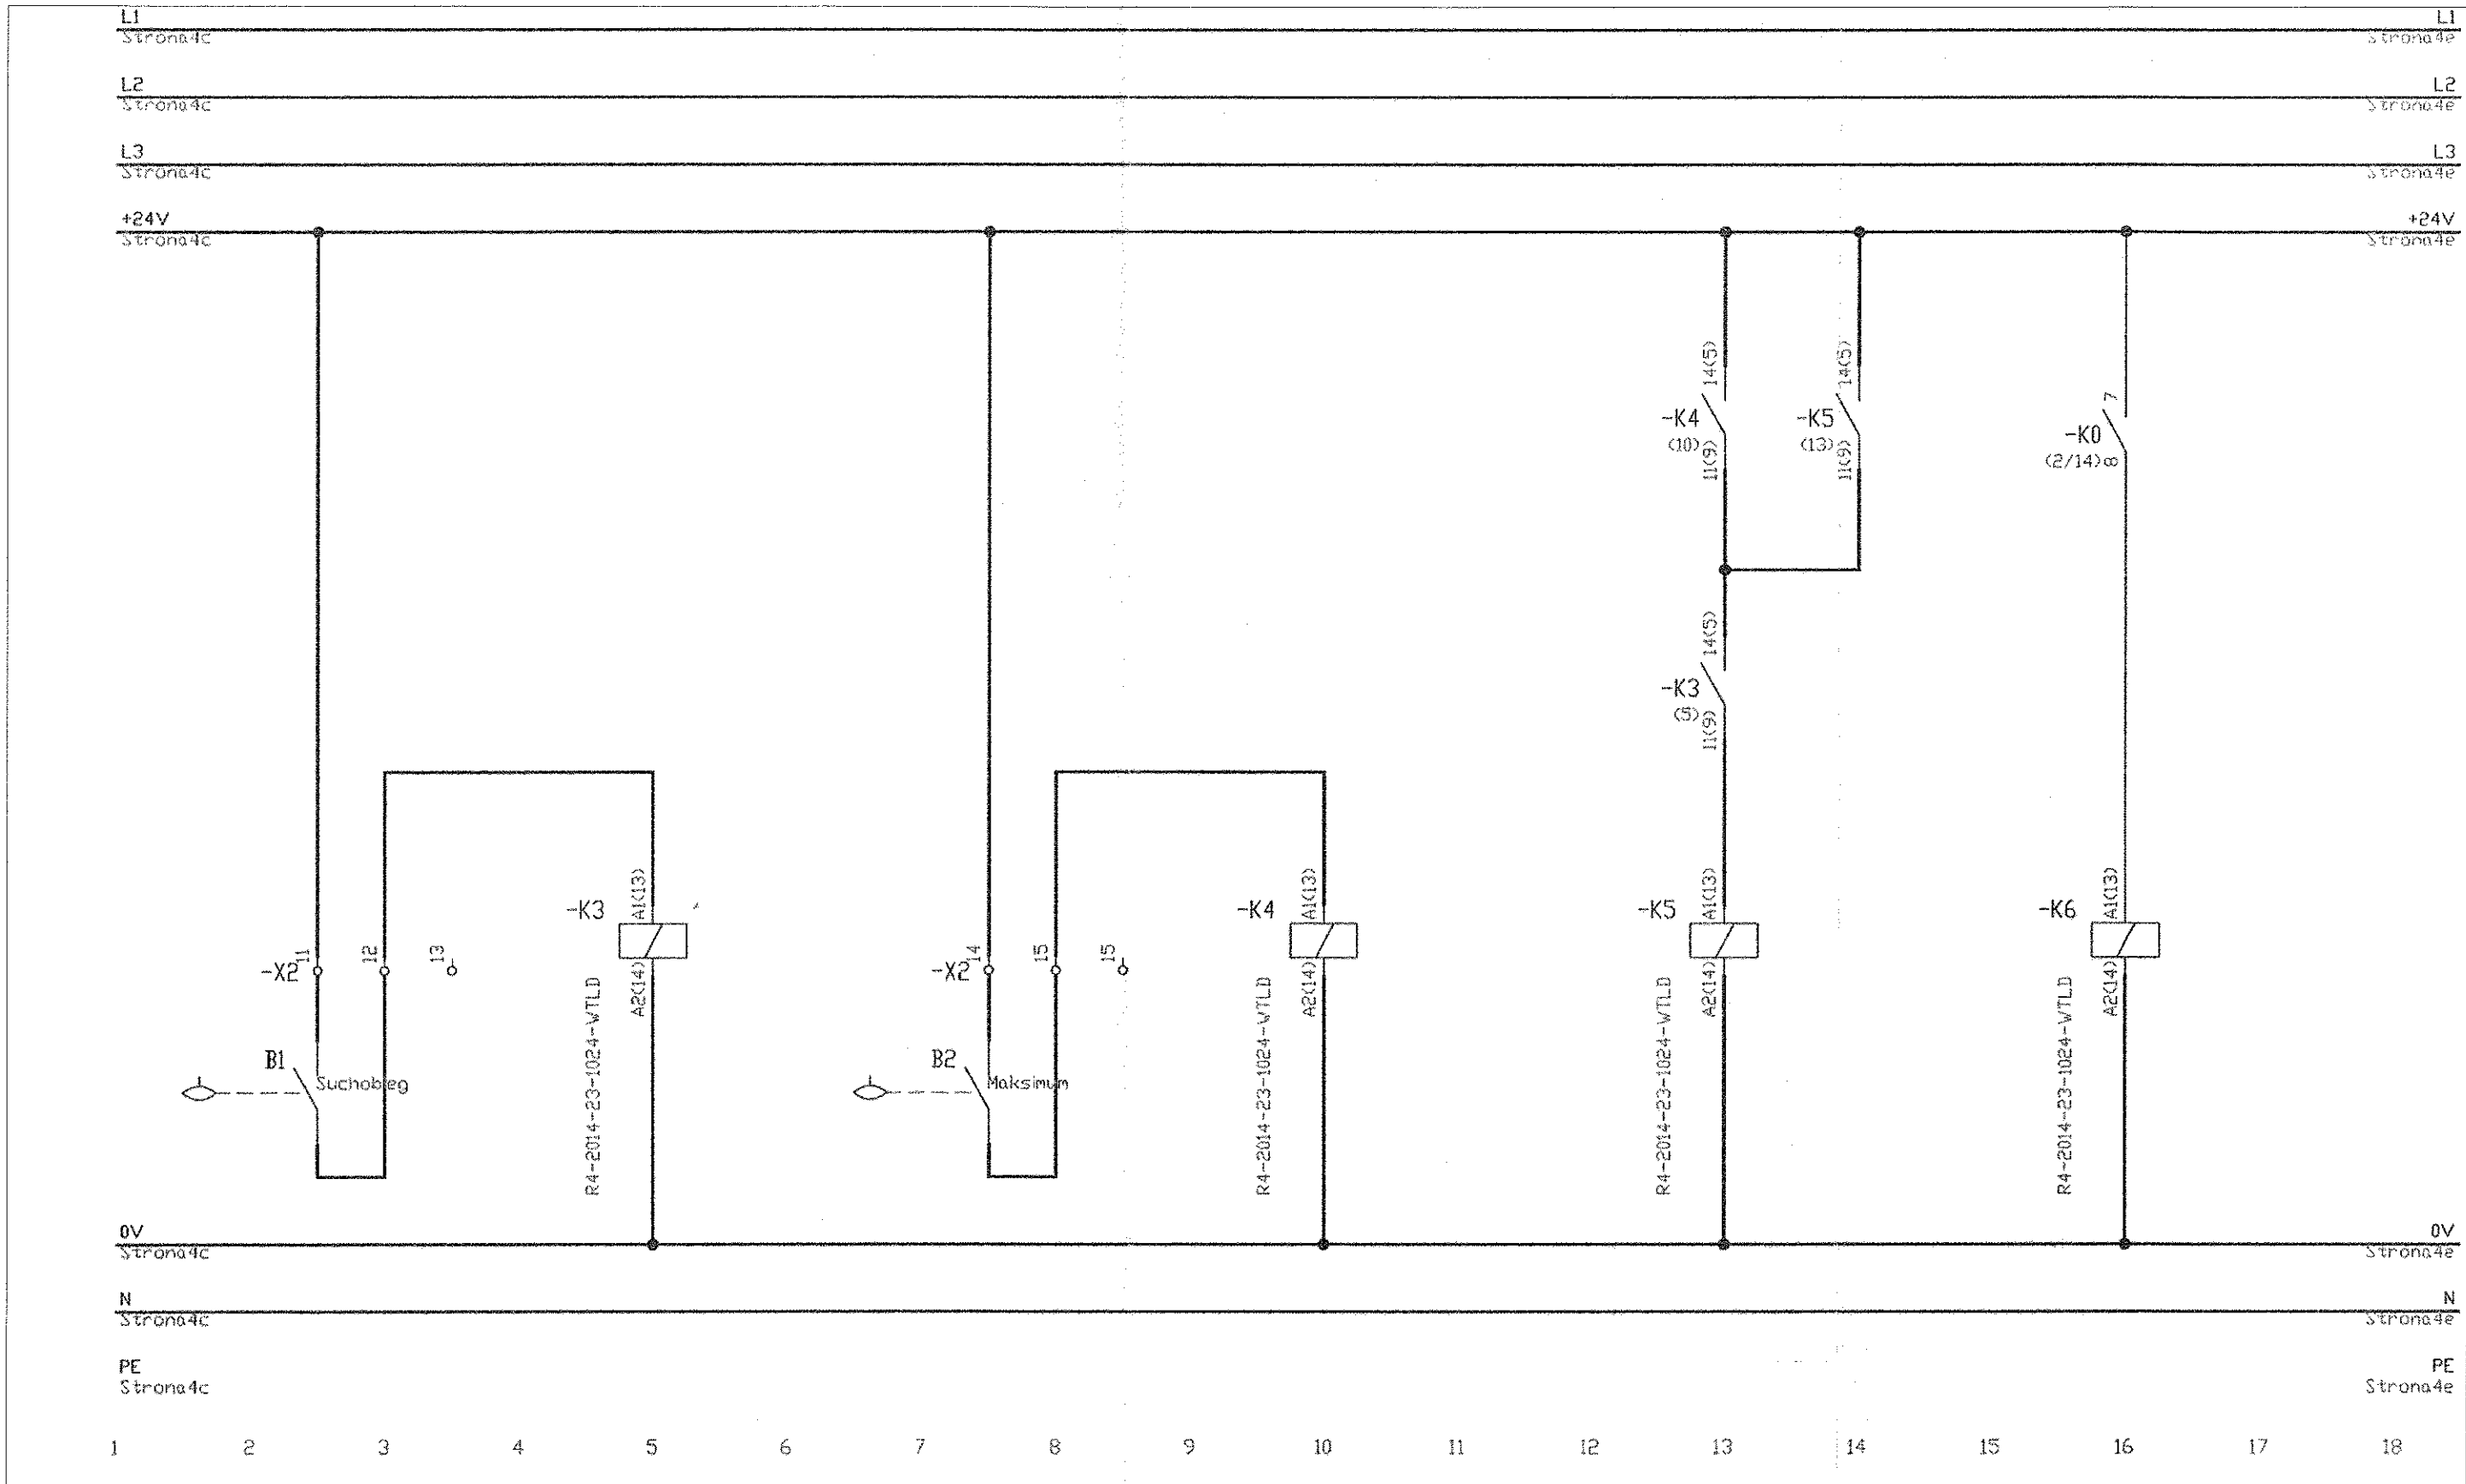 L1
Strona4c
L1
Strona4e
L2
Strona4c
L2
Strona4e
L3
Strona4c
L3
Strona4e
+24V
Strona4c
+24V
Strona4e
14(5)
14(5)
7
-K4
(10)
11(9)
-K5
(13)
11(9)
-K0
(2/14)
8
14(5)
-K3
(5)
11(9)
-X2
11
12
13
-K3
A1(13)
A2(14)
R4-2014-23-1024-WTLD
-X2
14
15
15
-K4
A1(13)
A2(14)
R4-2014-23-1024-WTLD
-K5
A1(13)
A2(14)
R4-2014-23-1024-WTLD
-K6
A1(13)
A2(14)
R4-2014-23-1024-WTLD
B1
Suchobieg
B2
Maksimum
0V
Strona4c
0V
Strona4e
N
Strona4c
N
Strona4e
PE
Strona4c
PE
Strona4e
1 2 3 4 5 6 7 8 9 10 11 12 13 14 15 16 17 18